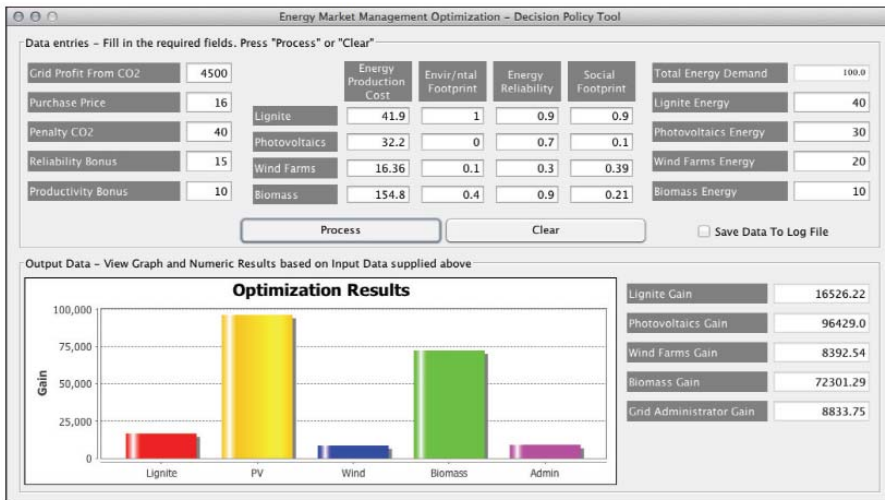 Energy Market Management Optimization – Decision Policy Tool
Data entries – Fill in the required fields. Press "Process" or "Clear"
Grid Profit From CO2 4500
Purchase Price 16
Penalty CO2 40
Reliability Bonus 15
Productivity Bonus 10
Energy Production Cost
Envir/ntal Footprint
Energy Reliability
Social Footprint
Lignite 41.9 1 0.9 0.9
Photovoltaics 32.2 0 0.7 0.1
Wind Farms 16.36 0.1 0.3 0.39
Biomass 154.8 0.4 0.9 0.21
Total Energy Demand 100.0
Lignite Energy 40
Photovoltaics Energy 30
Wind Farms Energy 20
Biomass Energy 10
Process
Clear
Save Data To Log File
Output Data – View Graph and Numeric Results based on Input Data supplied above
Optimization Results
Gain
100,000
75,000
50,000
25,000
0
Lignite PV Wind Biomass Admin
Lignite Gain 16526.22
Photovoltaics Gain 96429.0
Wind Farms Gain 8392.54
Biomass Gain 72301.29
Grid Administrator Gain 8833.75